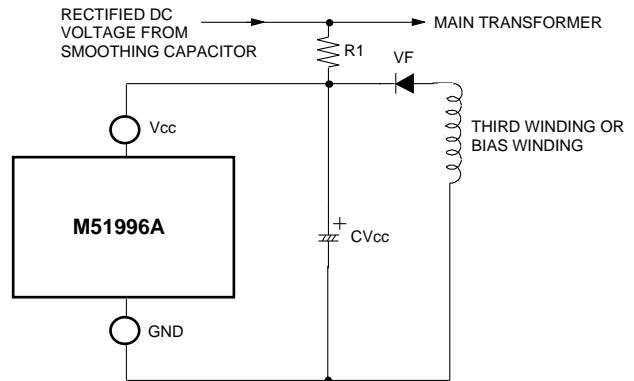 RECTIFIED DC
VOLTAGE FROM
SMOOTHING CAPACITOR
MAIN TRANSFORMER
R1
VF
THIRD WINDING OR
BIAS WINDING
Vcc
M51996A
+
CVcc
GND